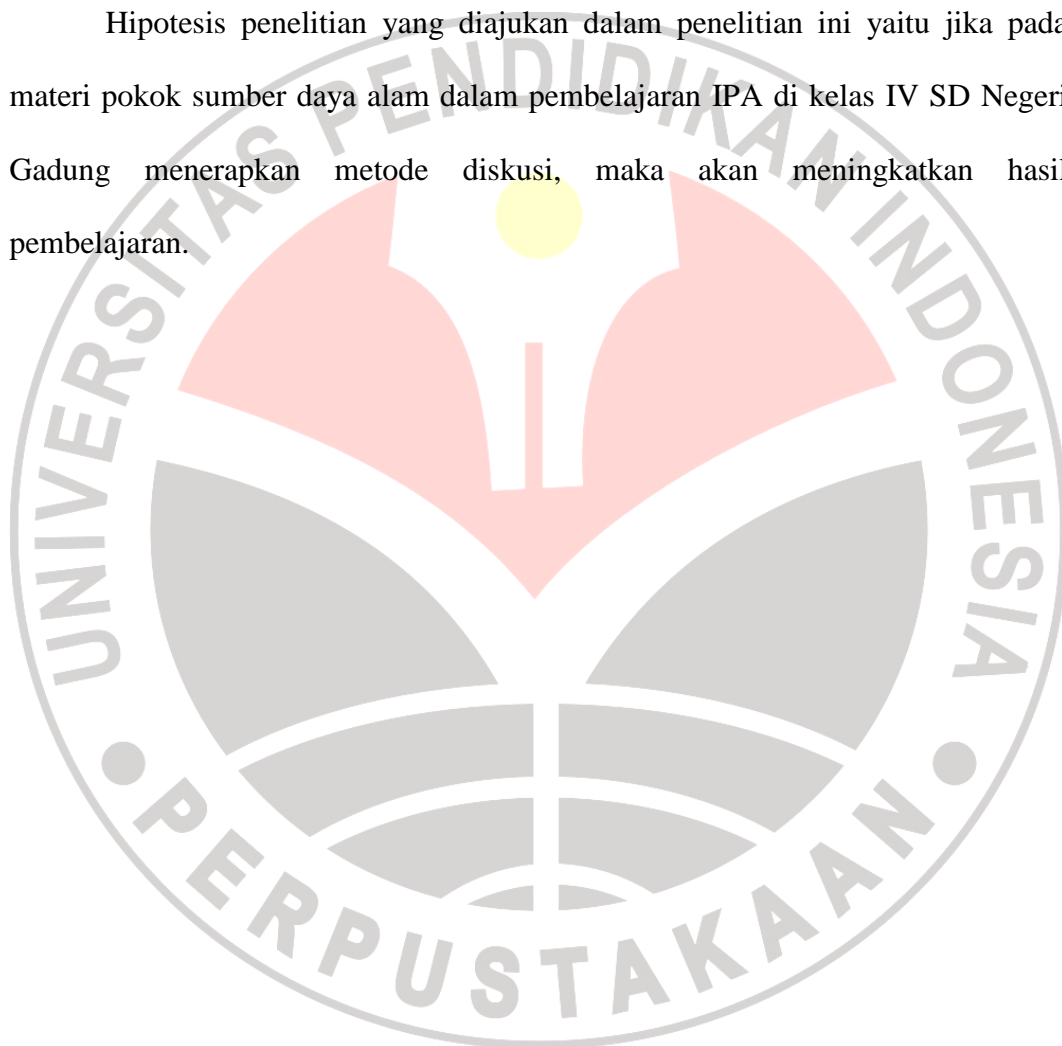 Hipotesis penelitian yang diajukan dalam penelitian ini yaitu jika pada
materi pokok sumber daya alam dalam pembelajaran IPA di kelas IV SD Negeri
Gadung menerapkan metode diskusi, maka akan meningkatkan hasil
pembelajaran.
UNIVERSITAS PENDIDIKAN INDONESIA
PERPUSTAKAAN